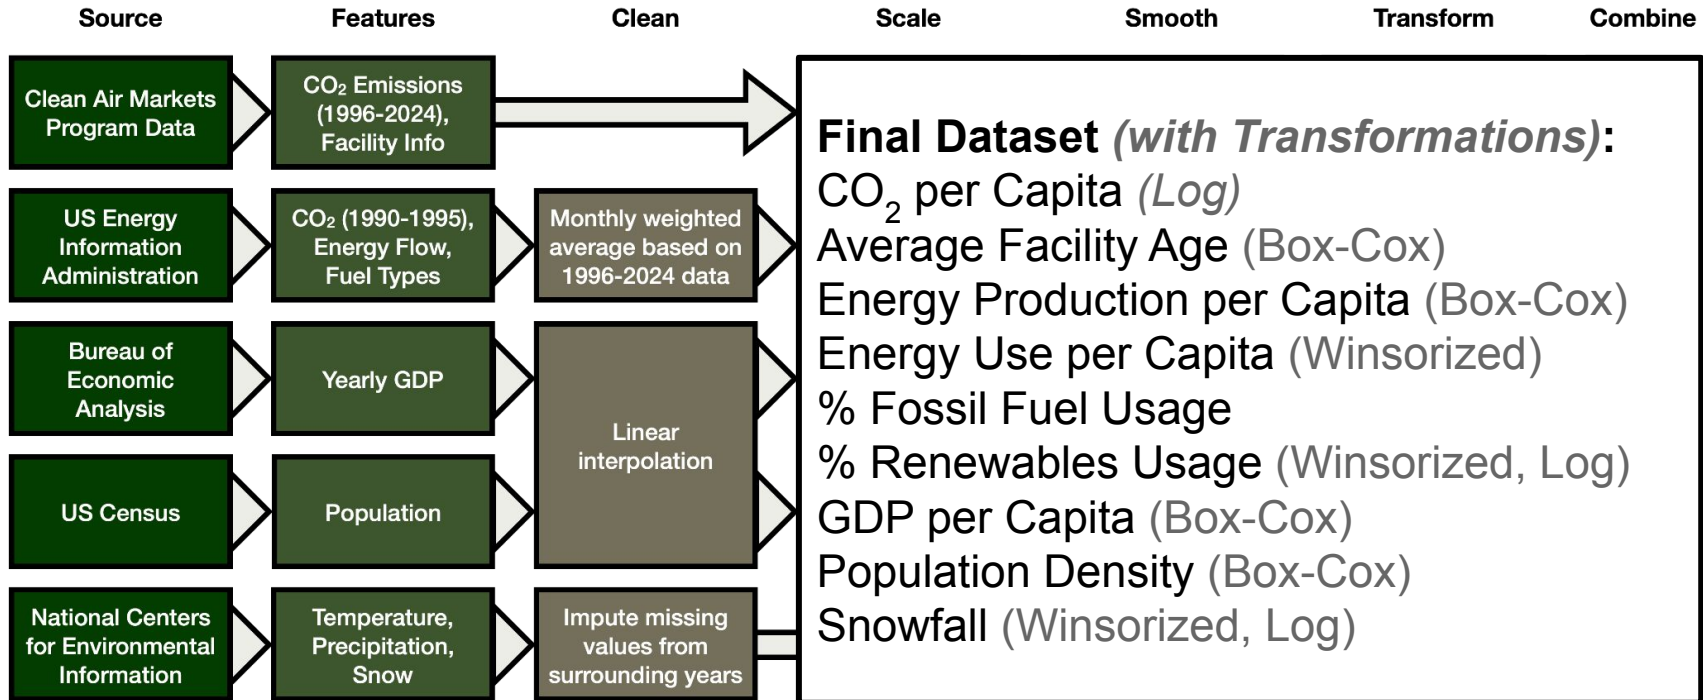 Source Features Clean Scale Smooth Transform Combine
Clean Air Markets
Program Data
CO₂ Emissions
(1996-2024),
Facility Info
US Energy
Information
Administration
CO₂ (1990-1995),
Energy Flow,
Fuel Types
Monthly weighted
average based on
1996-2024 data
Bureau of
Economic
Analysis
Yearly GDP
Linear
interpolation
US Census
Population
National Centers
for Environmental
Information
Temperature,
Precipitation,
Snow
Impute missing
values from
surrounding years
Final Dataset (with Transformations):
CO₂ per Capita (Log)
Average Facility Age (Box-Cox)
Energy Production per Capita (Box-Cox)
Energy Use per Capita (Winsorized)
% Fossil Fuel Usage
% Renewables Usage (Winsorized, Log)
GDP per Capita (Box-Cox)
Population Density (Box-Cox)
Snowfall (Winsorized, Log)